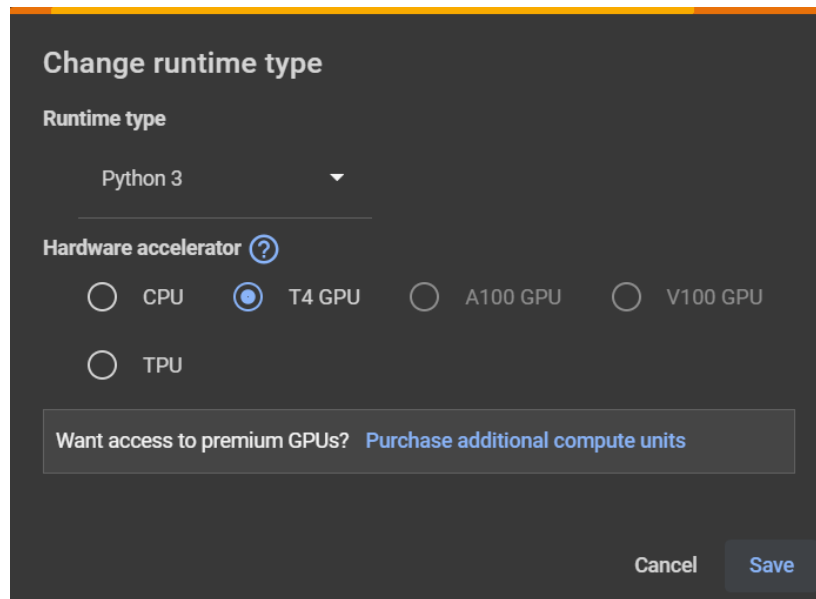 Change runtime type
Runtime type
Python 3
Hardware accelerator ?
CPU T4 GPU A100 GPU V100 GPU
TPU
Want access to premium GPUs? Purchase additional compute units
Cancel Save